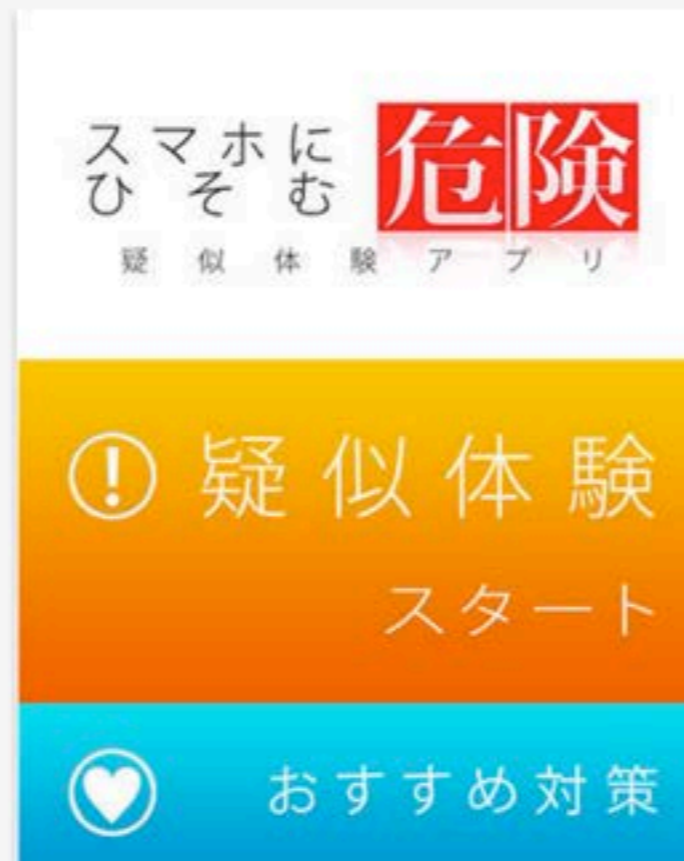 スマホに
ひそむ
危険
疑似体験アプリ
疑似体験
スタート
おすすめ対策